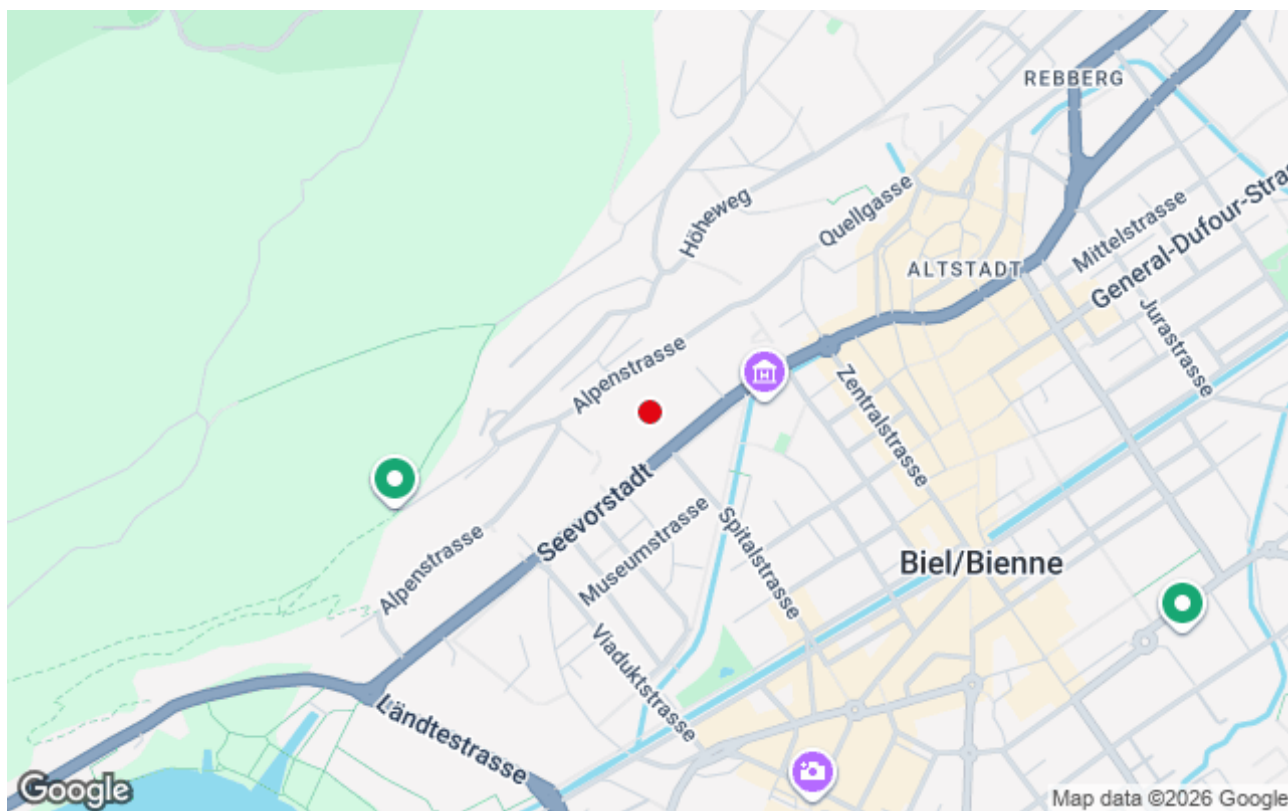 REBBERG
Höheweg
Quellgasse
Mittelstrasse
General-Dufour-Stra
ALTSTADT
Jurastrasse
Alpenstrasse
Zentralstrasse
Seevorstadt
Spitalstrasse
Museumstrasse
Alpenstrasse
Biel/Bienne
Viaduktstrasse
Ländtestrasse
H
Google
Map data ©2026 Google